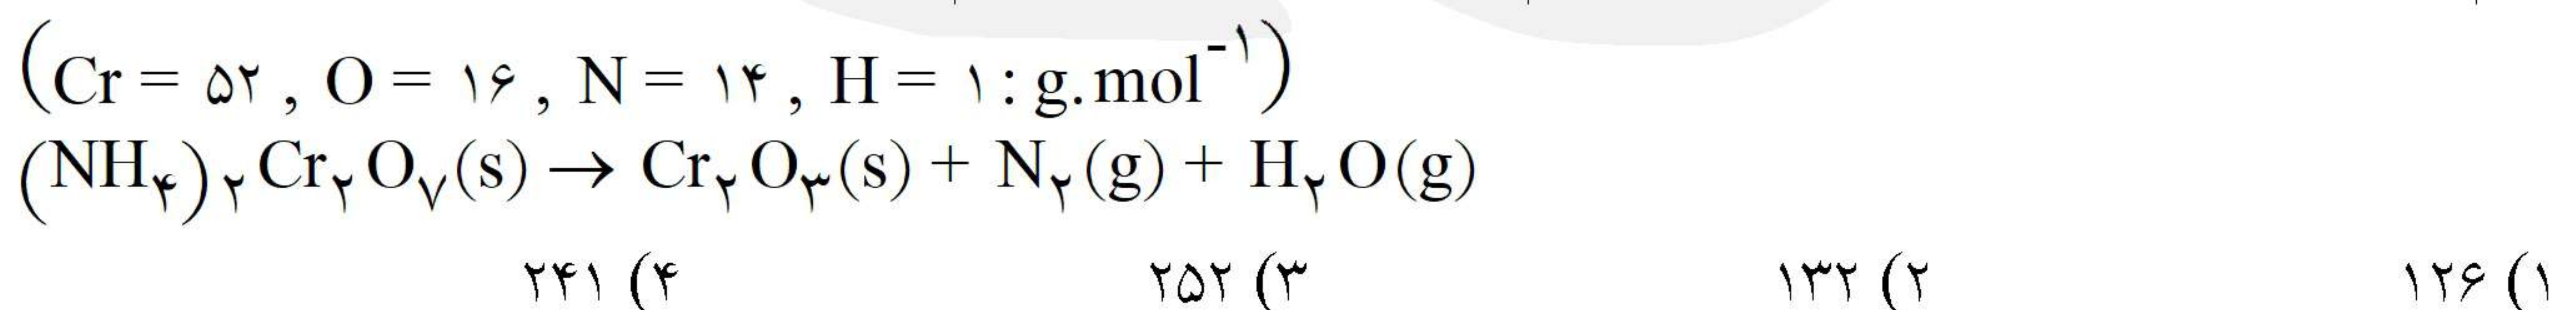 (Cr = ۵۲ , O = ۱۶ , N = ۱۴ , H = ۱ : g.mol⁻¹)
(NH۴)۲Cr۲O۷(s) → Cr۲O۳(s) + N۲(g) + H۲O(g)
۱) ۱۲۶ ۲) ۱۳۲ ۳) ۲۵۲ ۴) ۲۴۱